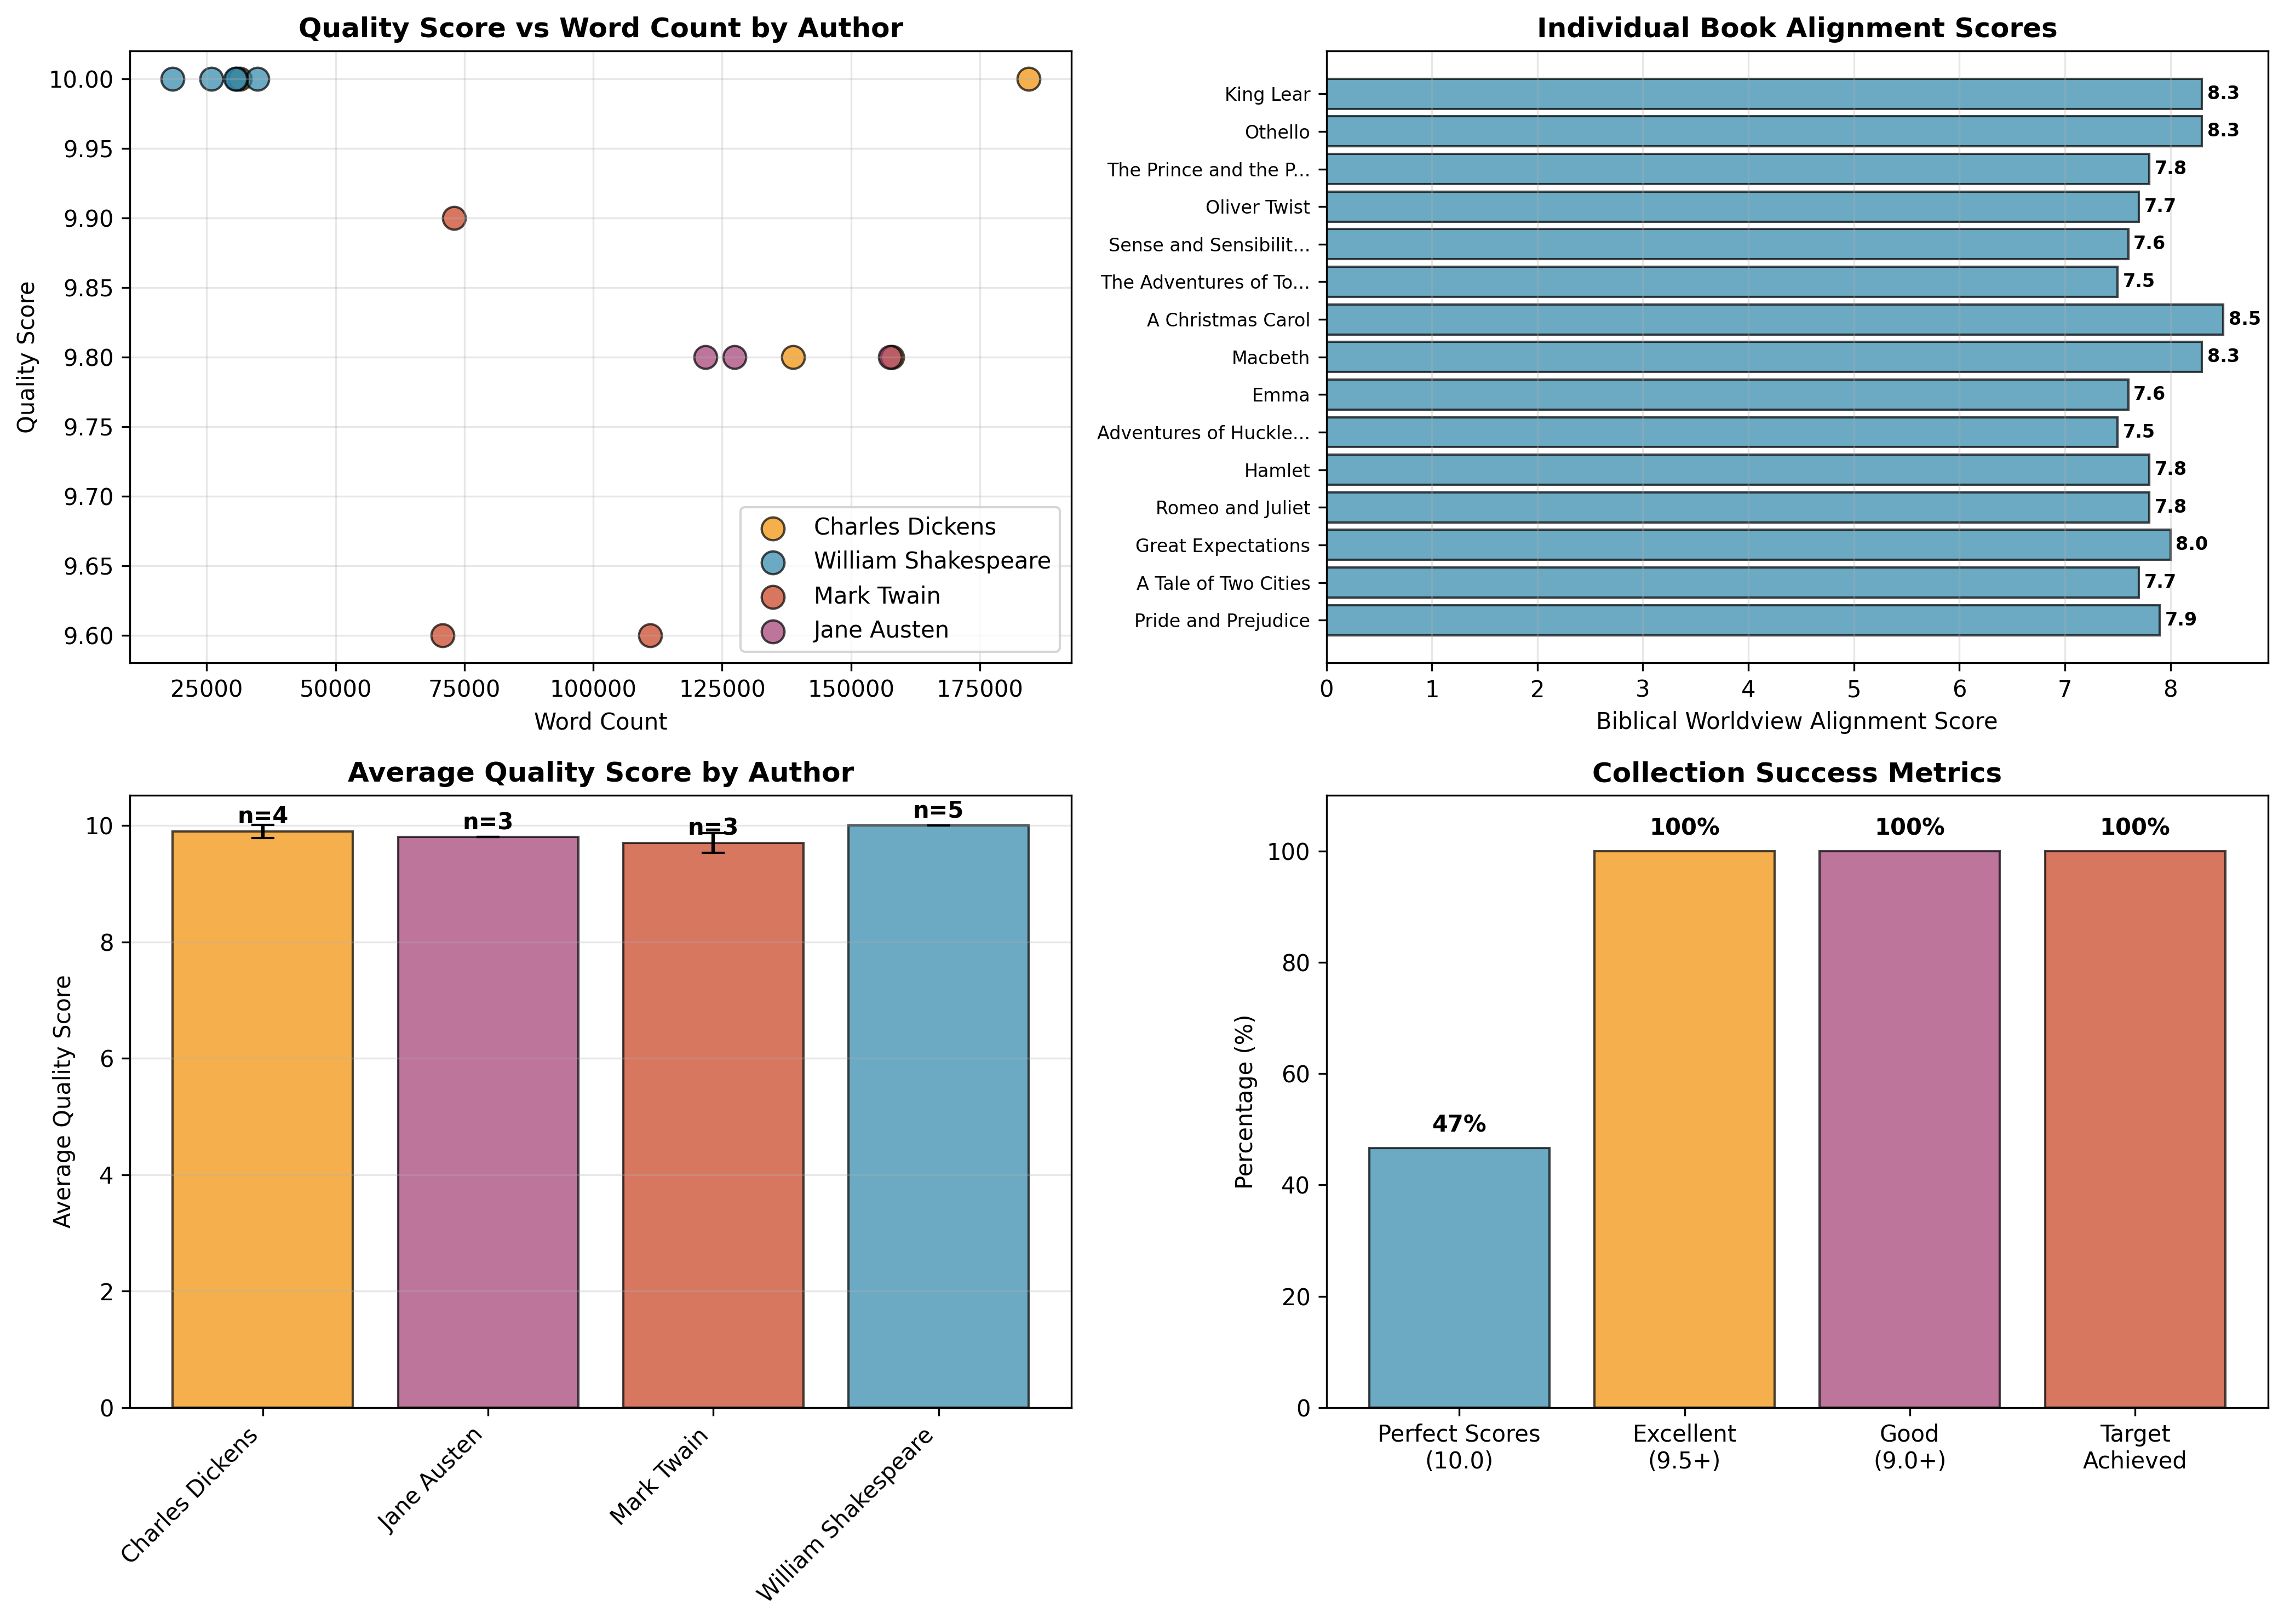 Quality Score vs Word Count by Author
10.00
9.95
9.90
9.85
9.80
9.75
9.70
9.65
9.60
Quality Score
25000 50000 75000 100000 125000 150000 175000
Word Count
Charles Dickens
William Shakespeare
Mark Twain
Jane Austen
Individual Book Alignment Scores
King Lear 8.3
Othello 8.3
The Prince and the P... 7.8
Oliver Twist 7.7
Sense and Sensibilit... 7.6
The Adventures of To... 7.5
A Christmas Carol 8.5
Macbeth 8.3
Emma 7.6
Adventures of Huckle... 7.5
Hamlet 7.8
Romeo and Juliet 7.8
Great Expectations 8.0
A Tale of Two Cities 7.7
Pride and Prejudice 7.9
0 1 2 3 4 5 6 7 8
Biblical Worldview Alignment Score
Average Quality Score by Author
n=4 n=3 n=3 n=5
10
8
6
4
2
0
Average Quality Score
Charles Dickens
Jane Austen
Mark Twain
William Shakespeare
Collection Success Metrics
47% 100% 100% 100%
100
80
60
40
20
0
Percentage (%)
Perfect Scores
(10.0)
Excellent
(9.5+)
Good
(9.0+)
Target
Achieved